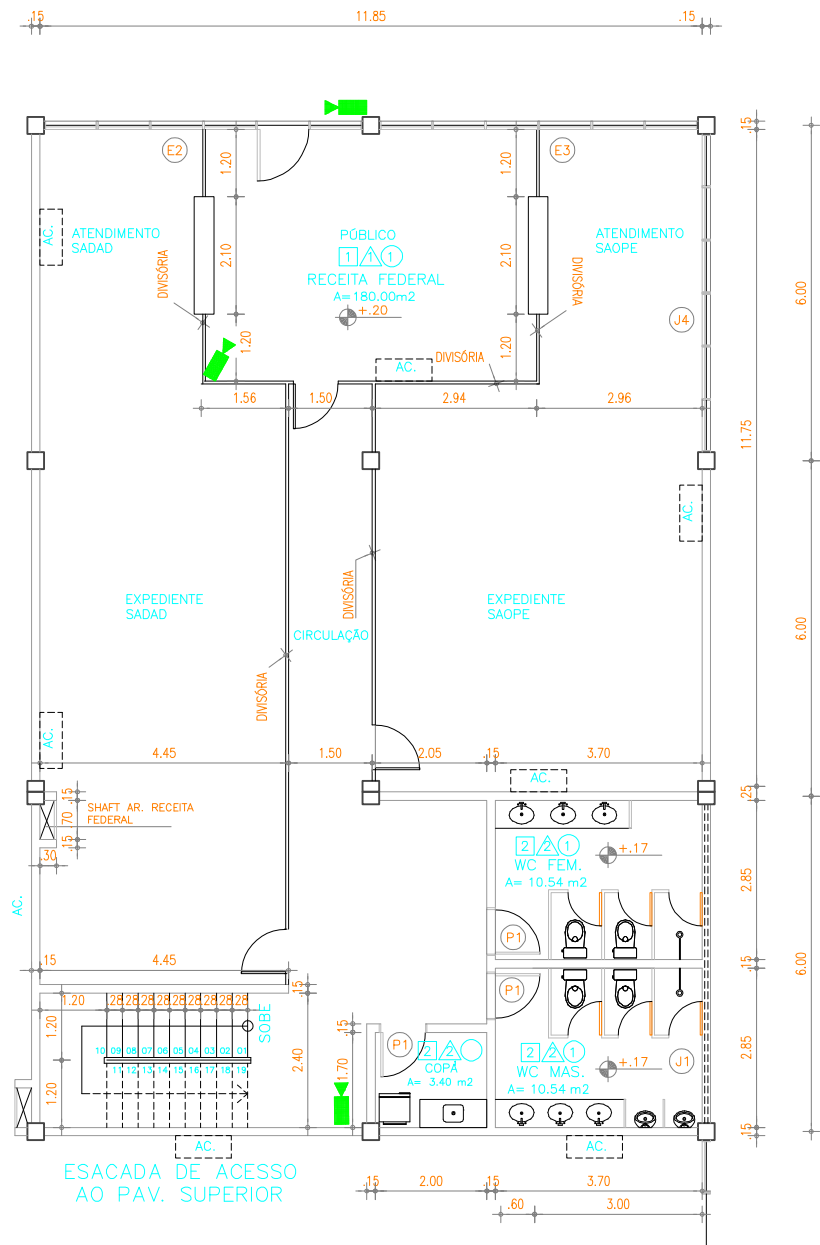 .15
11.85
.15
E2
E3
.15
1.20
1.20
AC.
ATENDIMENTO
SADAD
PÚBLICO
ATENDIMENTO
SAOPE
1 1 1
RECEITA FEDERAL
A= 180.00m2
+.20
2.10
2.10
DIVISÓRIA
DIVISÓRIA
6.00
J4
1.20
1.20
DIVISÓRIA
AC.
1.56
1.50
2.94
2.96
11.75
AC.
EXPEDIENTE
SADAD
EXPEDIENTE
SAOPE
DIVISÓRIA
CIRCULAÇÃO
6.00
DIVISÓRIA
AC.
4.45
1.50
2.05
.15
3.70
AC.
.15
.70
.15
SHAFT AR. RECEITA
FEDERAL
.30
.25
2 2 1
WC FEM.
A= 10.54 m2
+.17
2.85
AC.
P1
.15
4.45
.15
.15
6.00
P1
1.20
.28 .28 .28 .28 .28 .28 .28 .28 .28
SOBE
1.20
10 09 08 07 06 05 04 03 02 01
11 12 13 14 15 16 17 18 19
1.20
2.40
.15
1.70
P1
2 2
COPA
A= 3.40 m2
2 2 1
WC MAS.
A= 10.54 m2
+.17
J1
2.85
.15
AC.
AC.
ESACADA DE ACESSO
AO PAV. SUPERIOR
.15
2.00
.15
3.70
.60
3.00